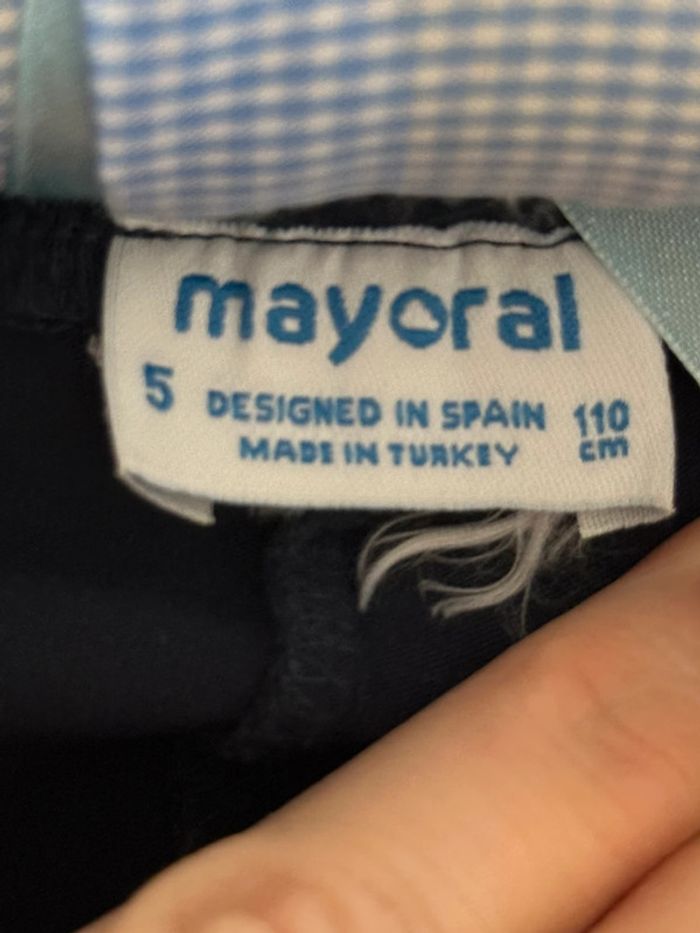 mayoral
5 DESIGNED IN SPAIN 110
MADE IN TURKEY cm